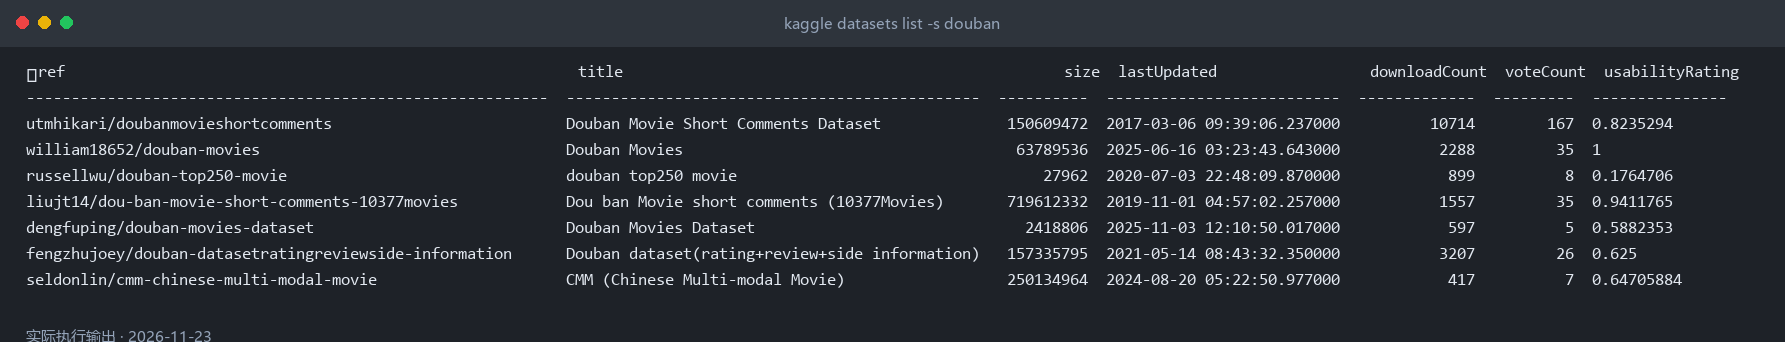 kaggle datasets list -s douban
ref title size lastUpdated downloadCount voteCount usabilityRating
---------------------------------------------------------- ---------------------------------------------- ---------- -------------------------- ------------- --------- ---------------
utmhikari/doubanmovieshortcomments Douban Movie Short Comments Dataset 150609472 2017-03-06 09:39:06.237000 10714 167 0.8235294
william18652/douban-movies Douban Movies 63789536 2025-06-16 03:23:43.643000 2288 35 1
russellwu/douban-top250-movie douban top250 movie 27962 2020-07-03 22:48:09.870000 899 8 0.1764706
liujt14/dou-ban-movie-short-comments-10377movies Dou ban Movie short comments (10377Movies) 719612332 2019-11-01 04:57:02.257000 1557 35 0.9411765
dengfuping/douban-movies-dataset Douban Movies Dataset 2418806 2025-11-03 12:10:50.017000 597 5 0.5882353
fengzhujoey/douban-datasetratingreviewside-information Douban dataset(rating+review+side information) 157335795 2021-05-14 08:43:32.350000 3207 26 0.625
seldonlin/cmm-chinese-multi-modal-movie CMM (Chinese Multi-modal Movie) 250134964 2024-08-20 05:22:50.977000 417 7 0.64705884
实际执行输出 · 2026-11-23